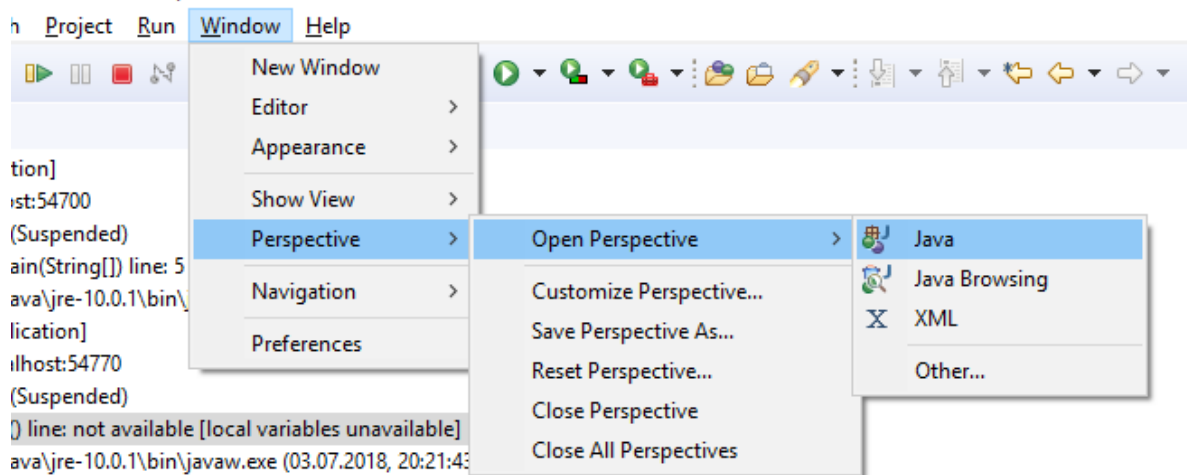 Project Run Window Help
New Window
Editor
Appearance
Show View
Perspective
Navigation
Preferences
Open Perspective
Customize Perspective...
Save Perspective As...
Reset Perspective...
Close Perspective
Close All Perspectives
Java
Java Browsing
XML
Other...
tion]
st:54700
(Suspended)
ain(String[]) line: 5
ava\jre-10.0.1\bin\
lication]
lhost:54770
(Suspended)
() line: not available [local variables unavailable]
ava\jre-10.0.1\bin\javaw.exe (03.07.2018, 20:21:43